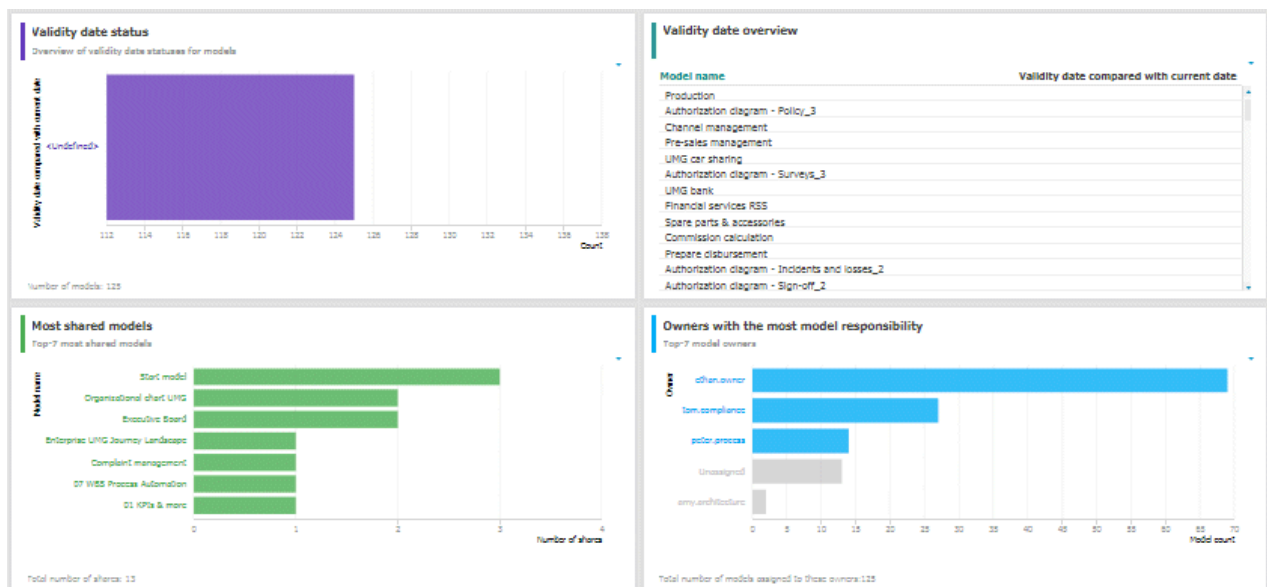 Validity date status
Overview of validity date statuses for models
Validity date compared with current date
<Undefined>
112 114 116 118 120 122 124 126 128 130 132 134 136 138
Count
Number of models: 125
Validity date overview
Model name Validity date compared with current date
Production
Authorization diagram - Policy_3
Channel management
Pre-sales management
UMG car sharing
Authorization diagram - Surveys_3
UMG bank
Financial services RSS
Spare parts & accessories
Commission calculation
Prepare disbursement
Authorization diagram - Incidents and losses_2
Authorization diagram - Sign-off_2
Most shared models
Top-7 most shared models
Model name
Start model
Organizational chart UMG
Executive Board
Enterprise UMG Journey Landscape
Complaint management
07 WBS Process Automation
01 KPIs & more
0 1 2 3 4
Number of shares
Total number of shares: 13
Owners with the most model responsibility
Top-7 model owners
Owner
ethan.owner
tom.compliance
peter.process
Unassigned
amy.architecture
0 5 10 15 20 25 30 35 40 45 50 55 60 65 70
Model count
Total number of models assigned to these owners:125